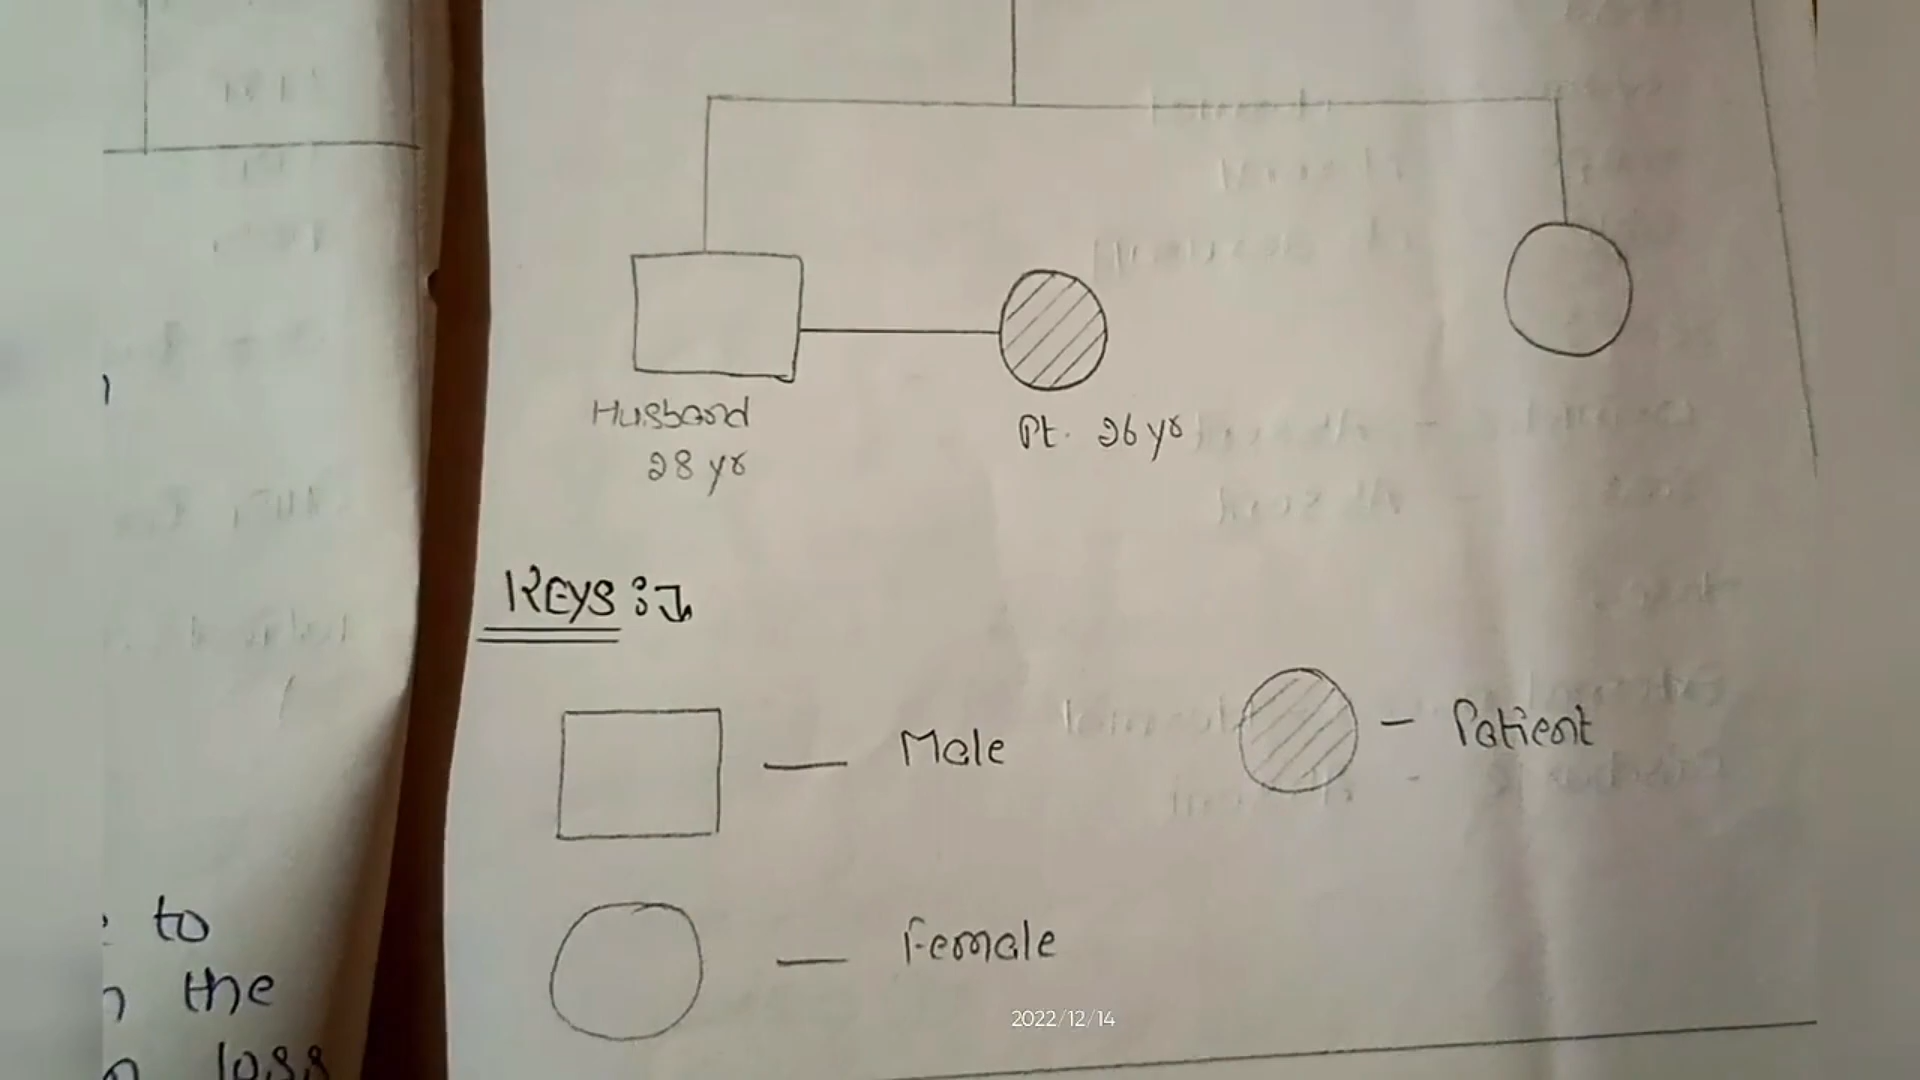 Husband
28 yr
Pt. 26 yr
KEYS :
Male
- Patient
Female
to
the
loss
2022/12/14